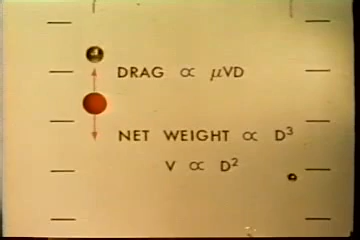 DRAG ∝ μVD
NET WEIGHT ∝ D³
V ∝ D²